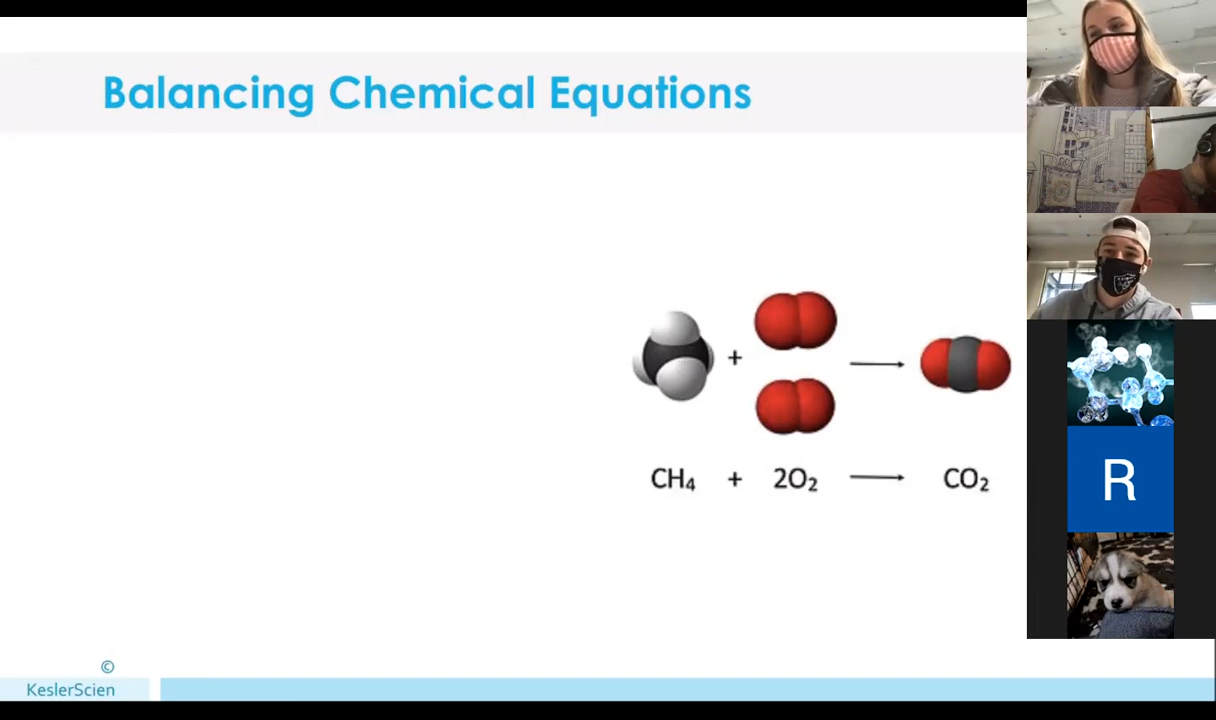 Balancing Chemical Equations
+
CH₄ + 2O₂ ⟶ CO₂
R
©
KeslerScien